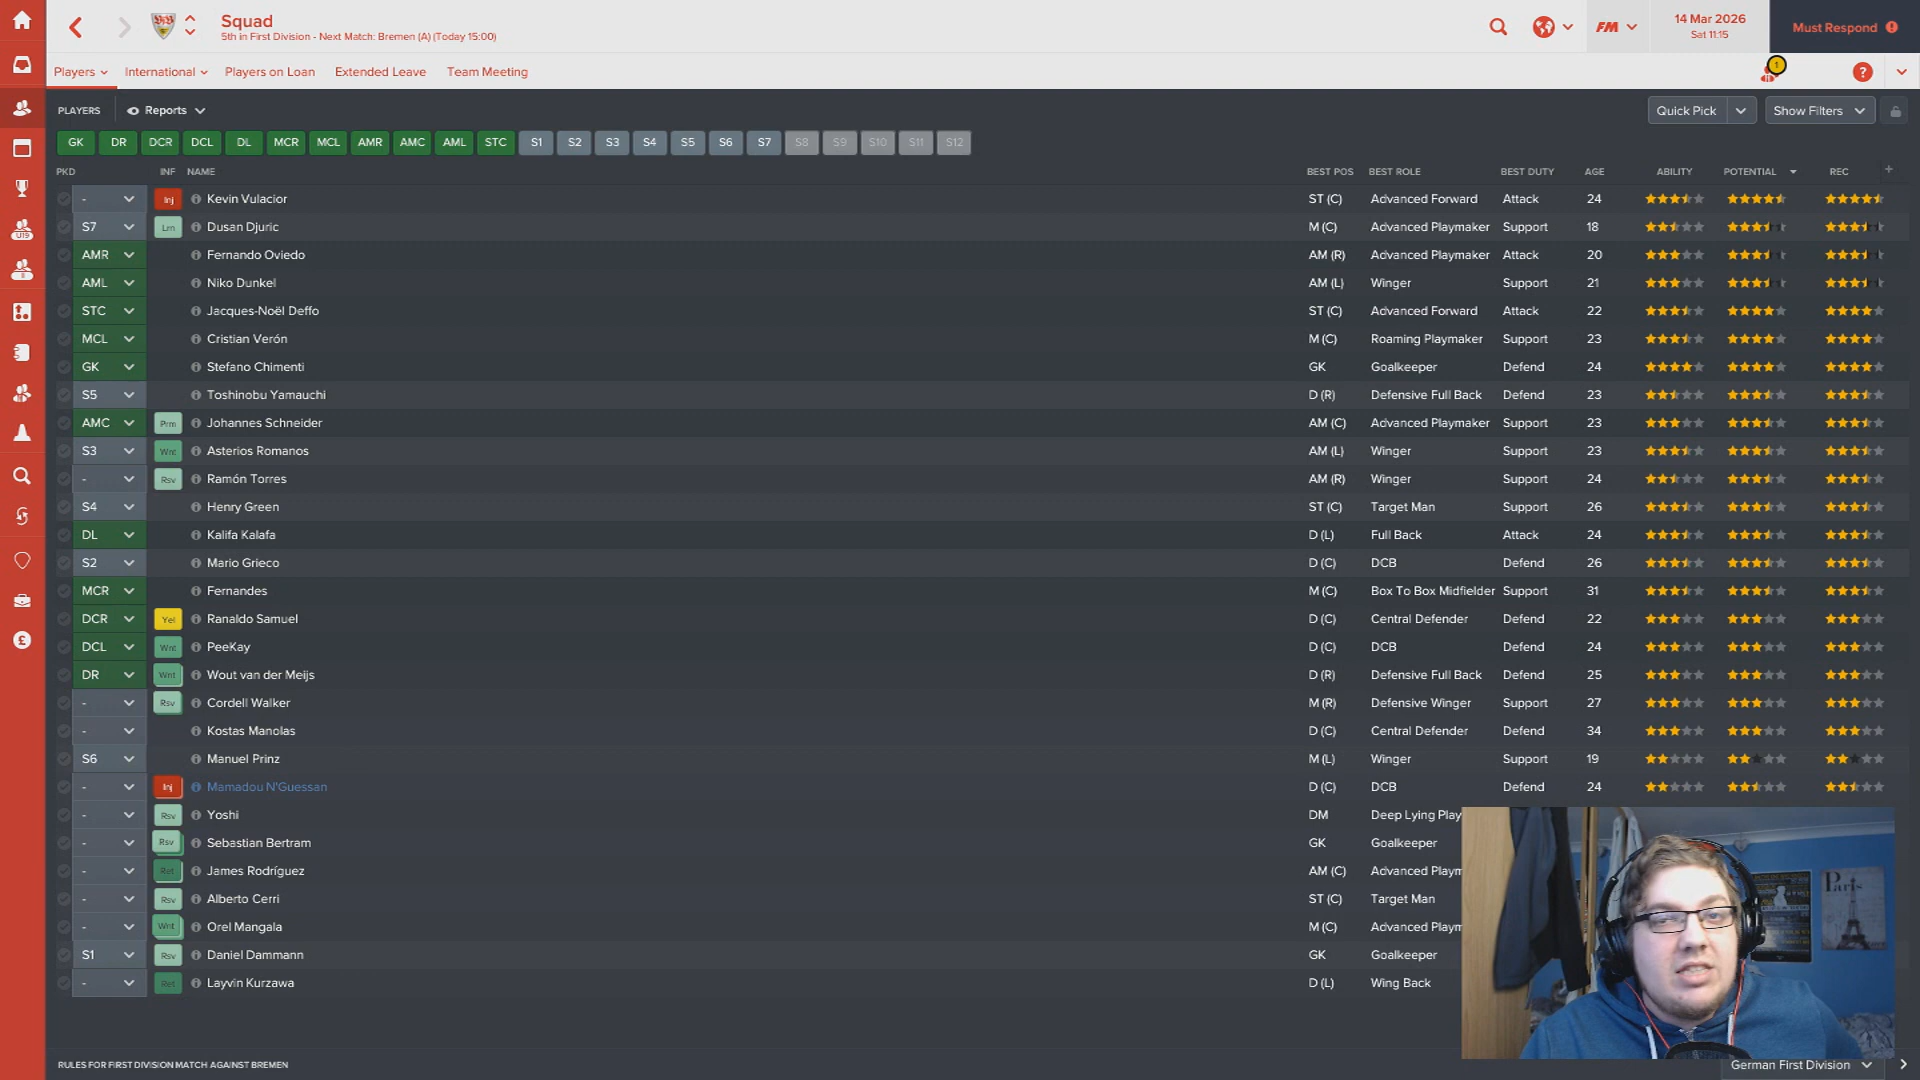 Squad
5th in First Division - Next Match: Bremen (A) (Today 15:00)
FM
14 Mar 2026
Sat 11:15
Must Respond
Players
International
Players on Loan
Extended Leave
Team Meeting
1
?
PLAYERS
Reports
Quick Pick
Show Filters
GK DR DCR DCL DL MCR MCL AMR AMC AML STC S1 S2 S3 S4 S5 S6 S7 S8 S9 S10 S11 S12
PKD INF NAME BEST POS BEST ROLE BEST DUTY AGE ABILITY POTENTIAL REC +
- Inj Kevin Vulacior ST (C) Advanced Forward Attack 24
S7 Lrn Dusan Djuric M (C) Advanced Playmaker Support 18
AMR Fernando Oviedo AM (R) Advanced Playmaker Attack 20
AML Niko Dunkel AM (L) Winger Support 21
STC Jacques-Noël Deffo ST (C) Advanced Forward Attack 22
MCL Cristian Verón M (C) Roaming Playmaker Support 23
GK Stefano Chimenti GK Goalkeeper Defend 24
S5 Toshinobu Yamauchi D (R) Defensive Full Back Defend 23
AMC Prm Johannes Schneider AM (C) Advanced Playmaker Support 23
S3 Wnt Asterios Romanos AM (L) Winger Support 23
- Rsv Ramón Torres AM (R) Winger Support 24
S4 Henry Green ST (C) Target Man Support 26
DL Kalifa Kalafa D (L) Full Back Attack 24
S2 Mario Grieco D (C) DCB Defend 26
MCR Fernandes M (C) Box To Box Midfielder Support 31
DCR Yel Ranaldo Samuel D (C) Central Defender Defend 22
DCL Wnt PeeKay D (C) DCB Defend 24
DR Wnt Wout van der Meijs D (R) Defensive Full Back Defend 25
- Rsv Cordell Walker M (R) Defensive Winger Support 27
- Kostas Manolas D (C) Central Defender Defend 34
S6 Manuel Prinz M (L) Winger Support 19
- Inj Mamadou N'Guessan D (C) DCB Defend 24
- Rsv Yoshi DM Deep Lying Play
- Rsv Sebastian Bertram GK Goalkeeper
- Ret James Rodríguez AM (C) Advanced Playm
- Rsv Alberto Cerri ST (C) Target Man
- Wnt Orel Mangala M (C) Advanced Playm
S1 Rsv Daniel Dammann GK Goalkeeper
- Ret Layvin Kurzawa D (L) Wing Back
Paris
RULES FOR FIRST DIVISION MATCH AGAINST BREMEN
German First Division